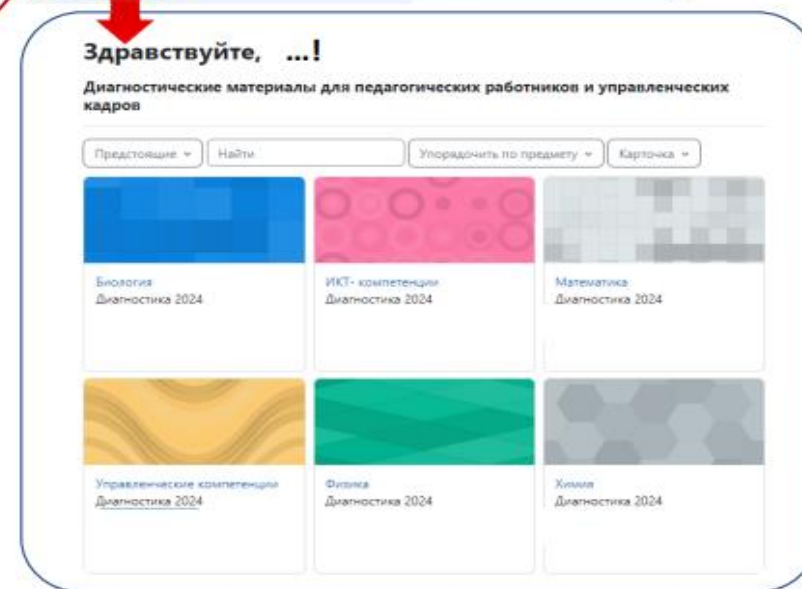 Здравствуйте, ...!
Диагностические материалы для педагогических работников и управленческих
кадров
Предстоящие Найти Упорядочить по предмету Карточка
Биология ИКТ- компетенции Математика
Диагностика 2024 Диагностика 2024 Диагностика 2024
Управленческие компетенции Физика Химия
Диагностика 2024 Диагностика 2024 Диагностика 2024